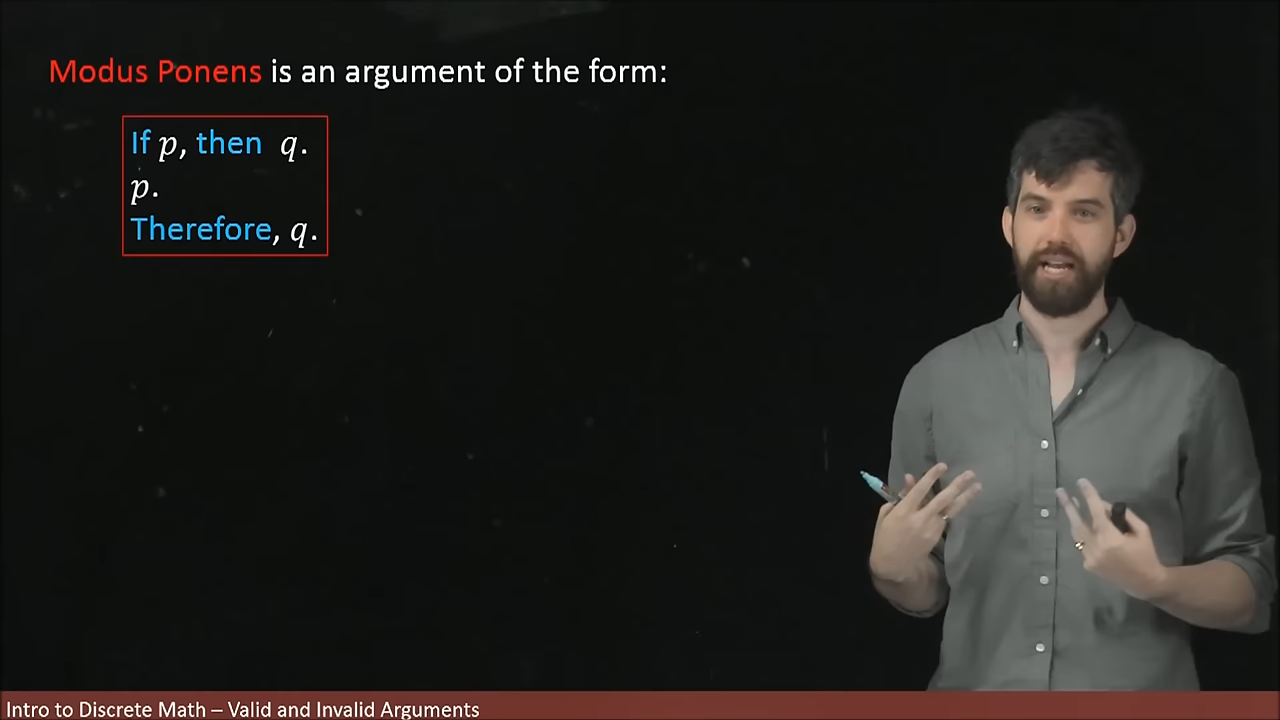 Modus Ponens is an argument of the form:
If p, then q.
p.
Therefore, q.
Intro to Discrete Math – Valid and Invalid Arguments